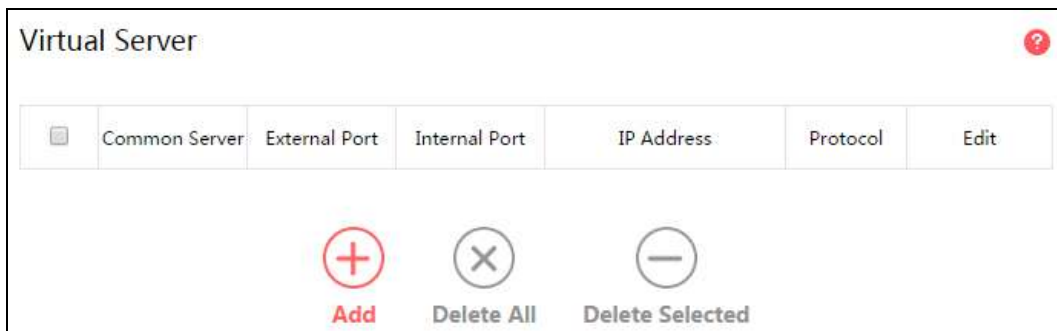 Virtual Server
?
Common Server External Port Internal Port IP Address Protocol Edit
Add Delete All Delete Selected